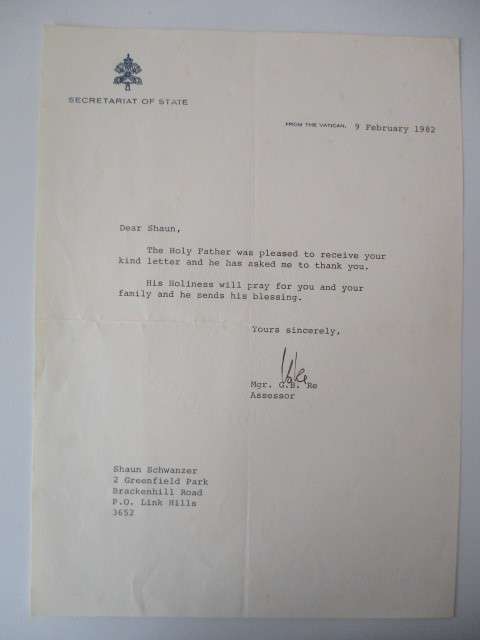 SECRETARIAT OF STATE
FROM THE VATICAN, 9 February 1982
Dear Shaun,
The Holy Father was pleased to receive your
kind letter and he has asked me to thank you.
His Holiness will pray for you and your
family and he sends his blessing.
Yours sincerely,
Mgr. G.B. Re
Assessor
Shaun Schwanzer
2 Greenfield Park
Brackenhill Road
P.O. Link Hills
3652